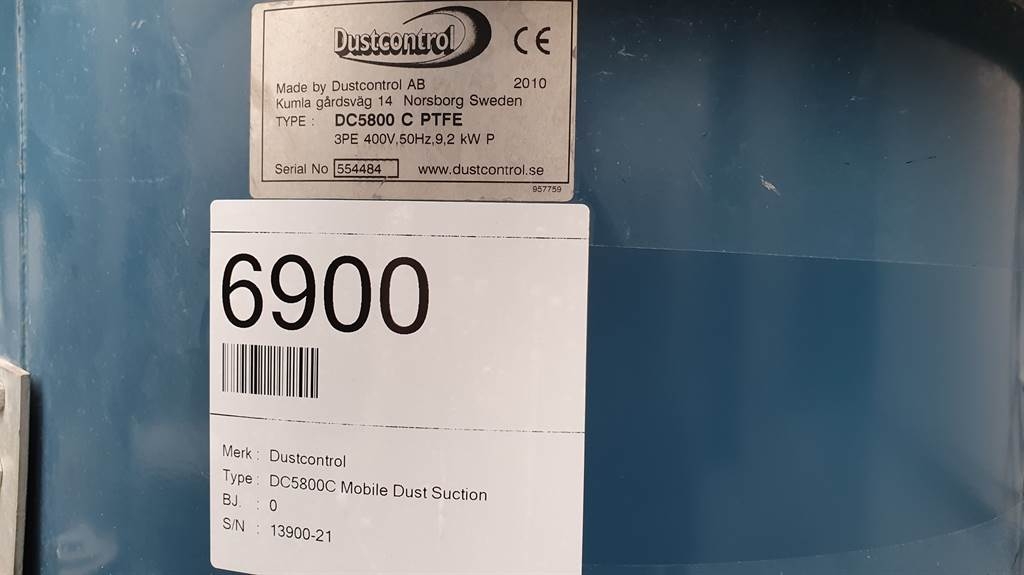 Dustcontrol CE
Made by Dustcontrol AB 2010
Kumla gårdsväg 14 Norsborg Sweden
TYPE : DC5800 C PTFE
3PE 400V,50Hz,9,2 kW P
Serial No 554484 www.dustcontrol.se
957759
6900
Merk : Dustcontrol
Type : DC5800C Mobile Dust Suction
BJ. : 0
S/N : 13900-21